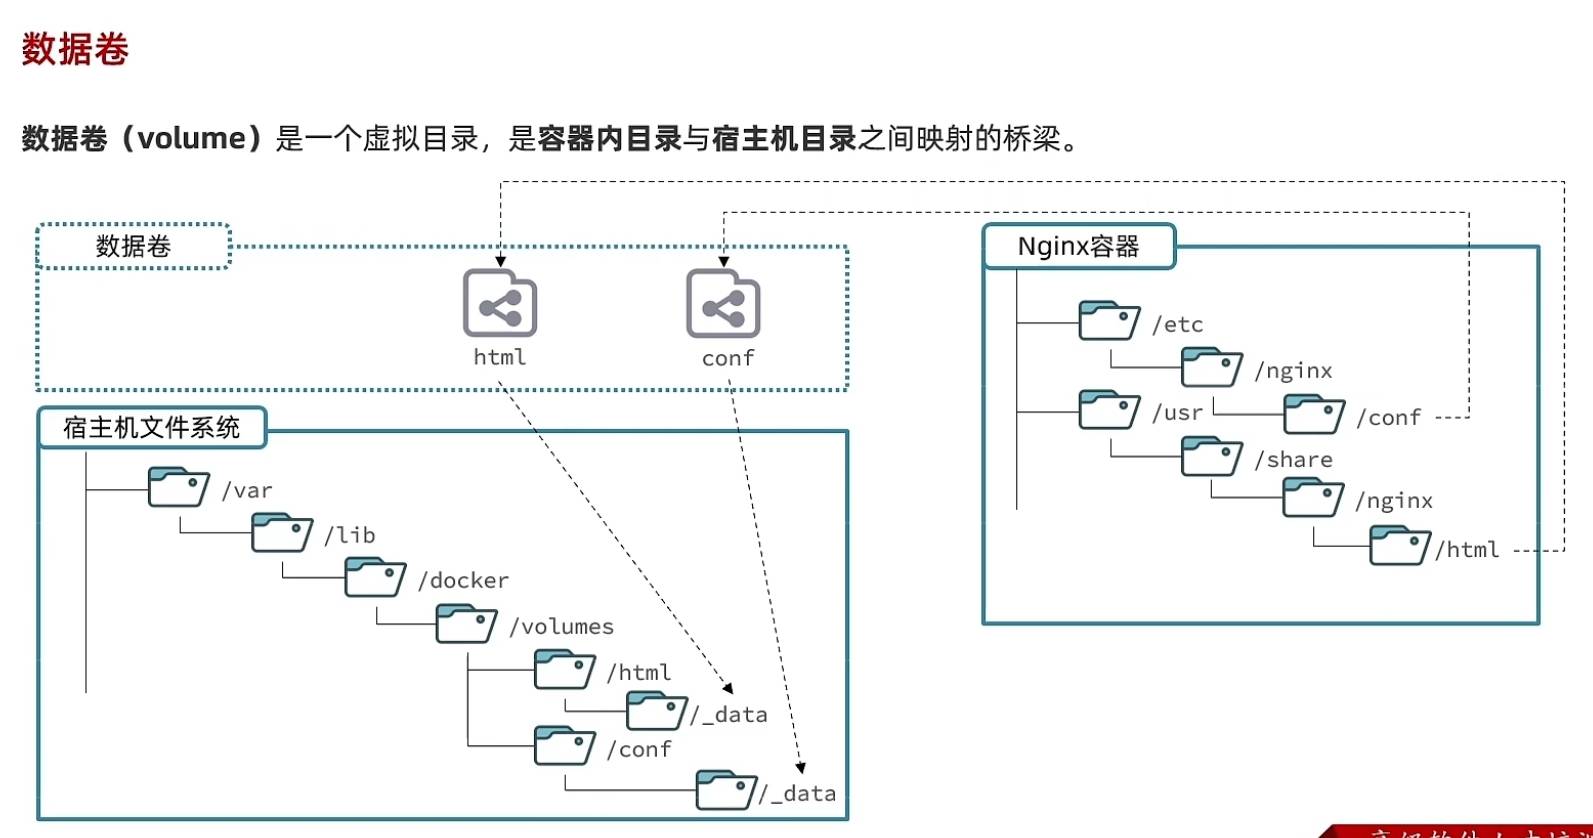 数据卷
数据卷（volume）是一个虚拟目录，是容器内目录与宿主机目录之间映射的桥梁。
数据卷
html
conf
宿主机文件系统
/var
/lib
/docker
/volumes
/html
/_data
/conf
/_data
Nginx容器
/etc
/nginx
/conf
/usr
/share
/nginx
/html